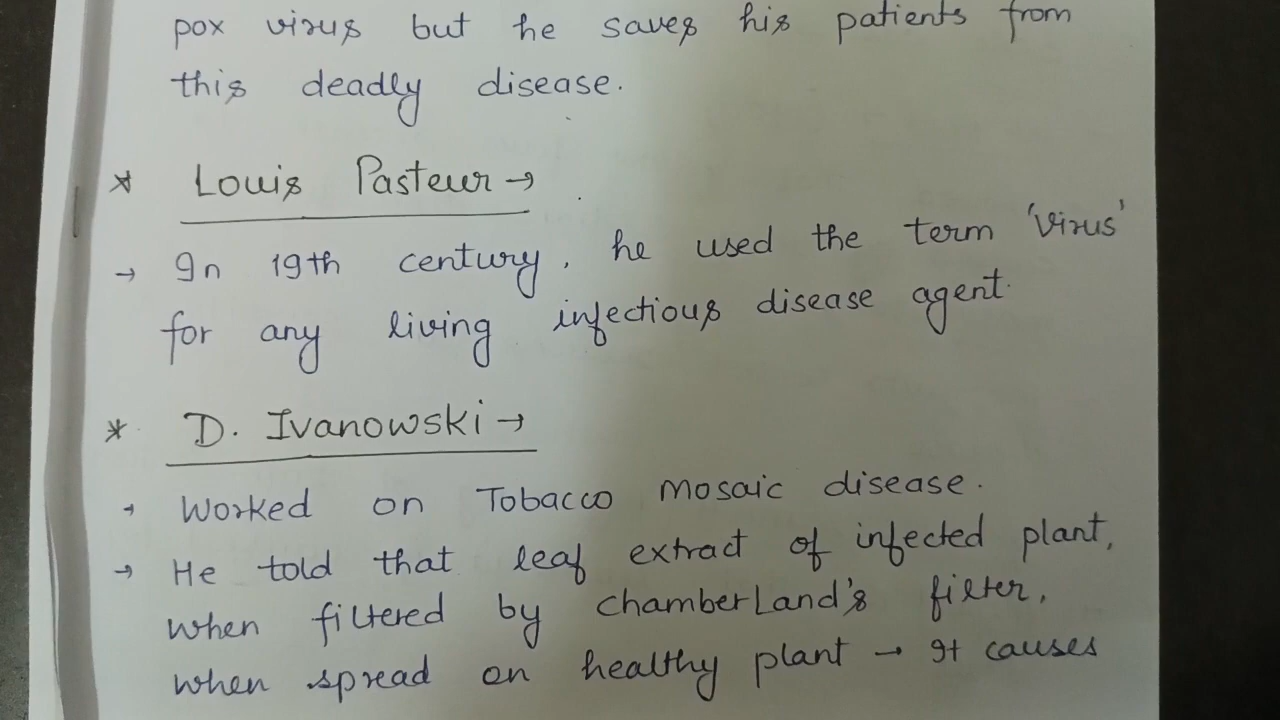 pox virus but he saves his patients from
this deadly disease.
* Louis Pasteur →
→ In 19th century, he used the term 'Virus'
for any living infectious disease agent.
* D. Ivanowski →
→ Worked on Tobacco mosaic disease.
→ He told that leaf extract of infected plant,
when filtered by chamberLand's filter,
when spread on healthy plant → It causes